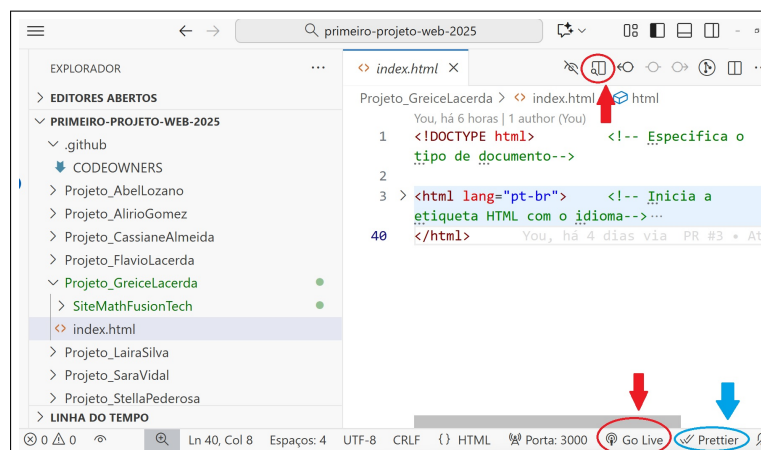 primeiro-projeto-web-2025
EXPLORADOR
EDITORES ABERTOS
PRIMEIRO-PROJETO-WEB-2025
.github
CODEOWNERS
Projeto_AbelLozano
Projeto_AlirioGomez
Projeto_CassianeAlmeida
Projeto_FlavioLacerda
Projeto_GreiceLacerda
SiteMathFusionTech
index.html
Projeto_LairaSilva
Projeto_SaraVidal
Projeto_StellaPederosa
LINHA DO TEMPO
index.html
Projeto_GreiceLacerda > index.html html
You, há 6 horas | 1 author (You)
1 <!DOCTYPE html> <!-- Especifica o
tipo de documento-->
2
3 <html lang="pt-br"> <!-- Inicia a
etiqueta HTML com o idioma-->…
40 </html> You, há 4 dias via PR #3 • At
0 0 Ln 40, Col 8 Espaços: 4 UTF-8 CRLF {} HTML Porta: 3000 Go Live Prettier